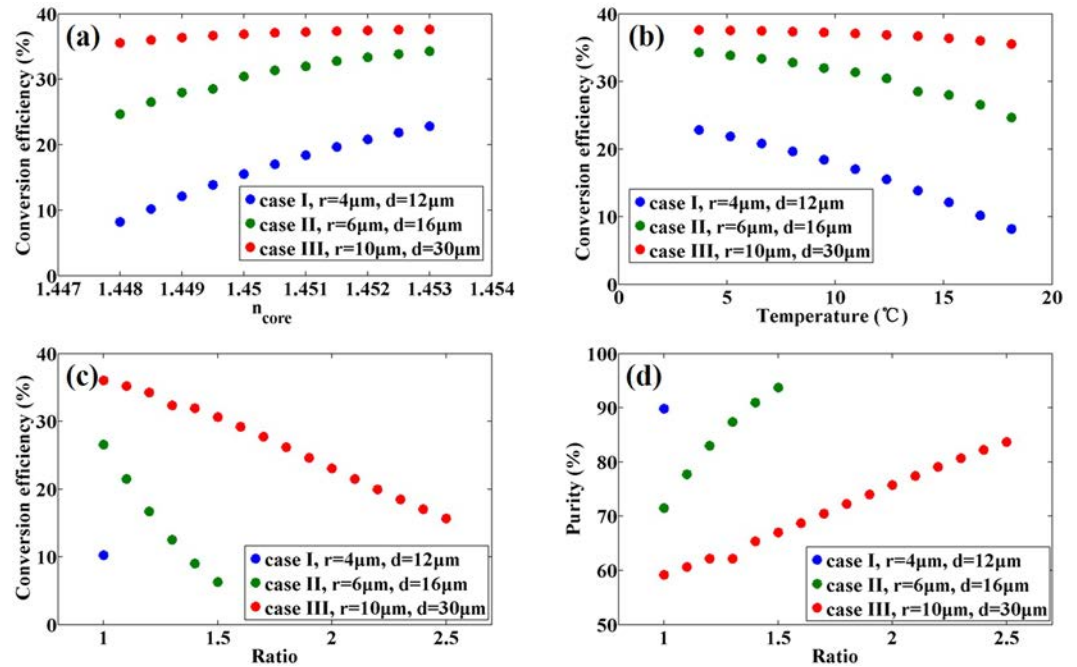 (a)
Conversion efficiency (%)
40
30
20
10
0
case I, r=4μm, d=12μm
case II, r=6μm, d=16μm
case III, r=10μm, d=30μm
1.447 1.448 1.449 1.45 1.451 1.452 1.453 1.454
n_core
(b)
Conversion efficiency (%)
40
30
20
10
0
case I, r=4μm, d=12μm
case II, r=6μm, d=16μm
case III, r=10μm, d=30μm
0 5 10 15 20
Temperature (℃)
(c)
Conversion efficiency (%)
40
30
20
10
0
case I, r=4μm, d=12μm
case II, r=6μm, d=16μm
case III, r=10μm, d=30μm
1 1.5 2 2.5
Ratio
(d)
Purity (%)
100
90
80
70
60
50
case I, r=4μm, d=12μm
case II, r=6μm, d=16μm
case III, r=10μm, d=30μm
1 1.5 2 2.5
Ratio